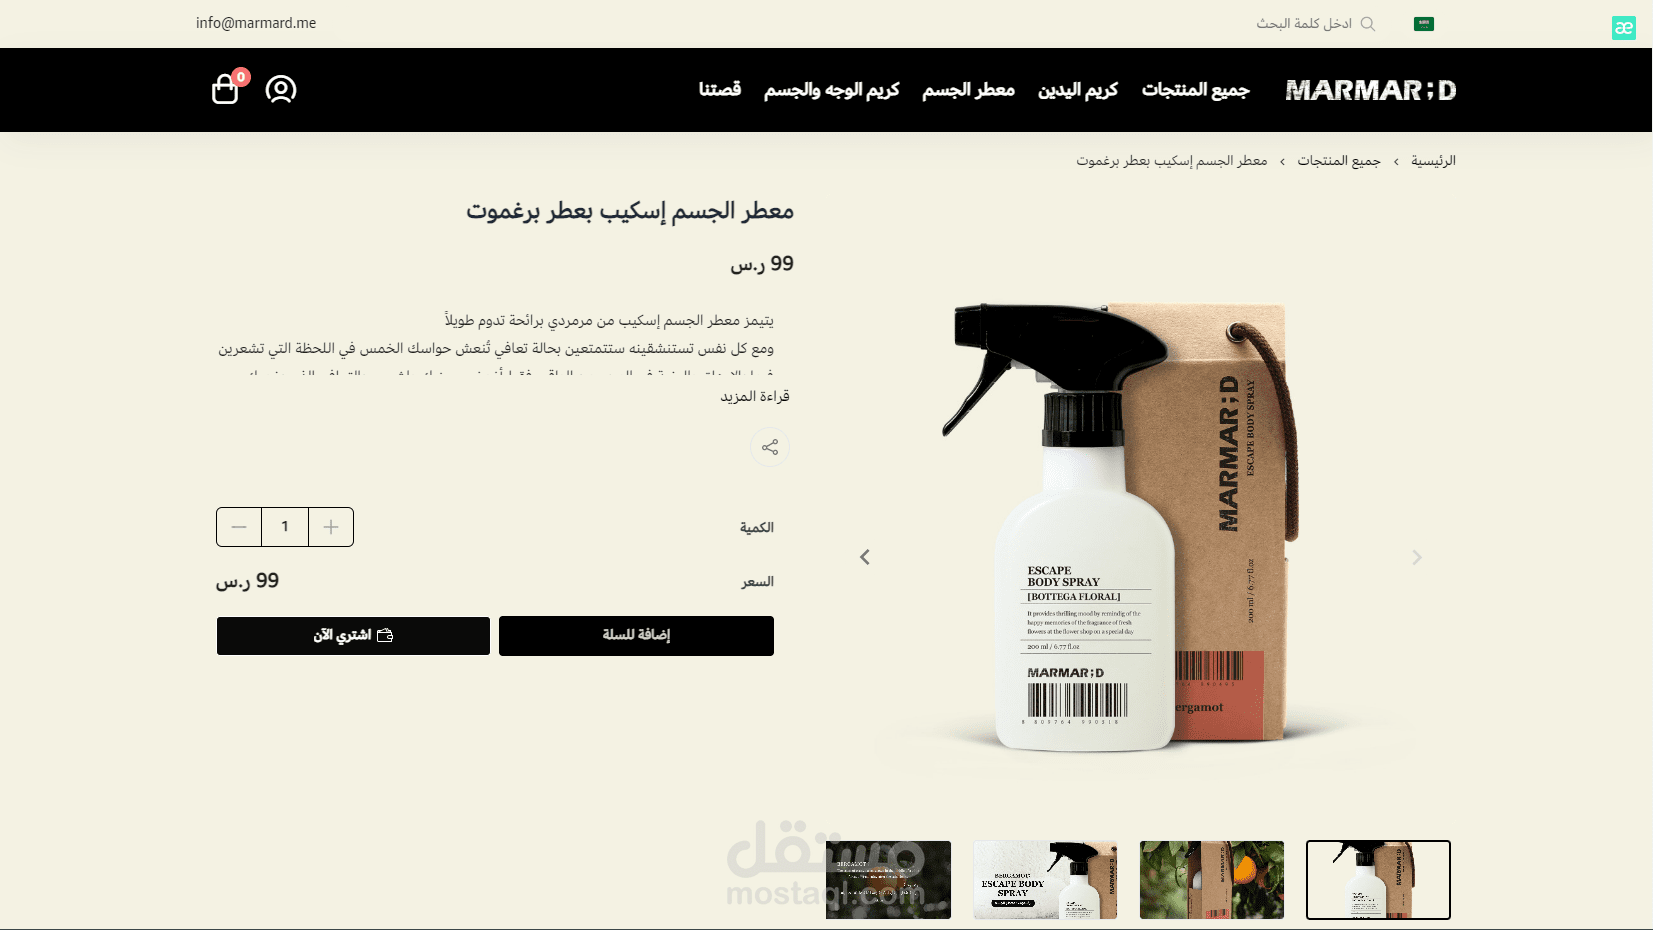 info@marmard.me
ادخل كلمة البحث
æ
MARMAR;D
جميع المنتجات
كريم اليدين
معطر الجسم
كريم الوجه والجسم
قصتنا
0
الرئيسية › جميع المنتجات › معطر الجسم إسكيب بعطر برغموت
معطر الجسم إسكيب بعطر برغموت
99 ر.س
يتيمز معطر الجسم إسكيب من مرمردي برائحة تدوم طويلاً
ومع كل نفس تستنشقينه ستتمتعين بحالة تعافي تُنعش حواسك الخمس في اللحظة التي تشعرين
قراءة المزيد
الكمية
1
السعر
99 ر.س
إضافة للسلة
اشتري الآن
MARMAR;D
ESCAPE BODY SPRAY
200 ml / 6.77 fl.oz
ergamot
ESCAPE
BODY SPRAY
[BOTTEGA FLORAL]
It provides thrilling mood by remindig of the
happy memories of the fragrance of fresh
flowers at the flower shop on a special day
200 ml / 6.77 fl.oz
MARMAR;D
BERGAMOT
BERGAMOT:
ESCAPE BODY
SPRAY
مستقل
mostaql.com